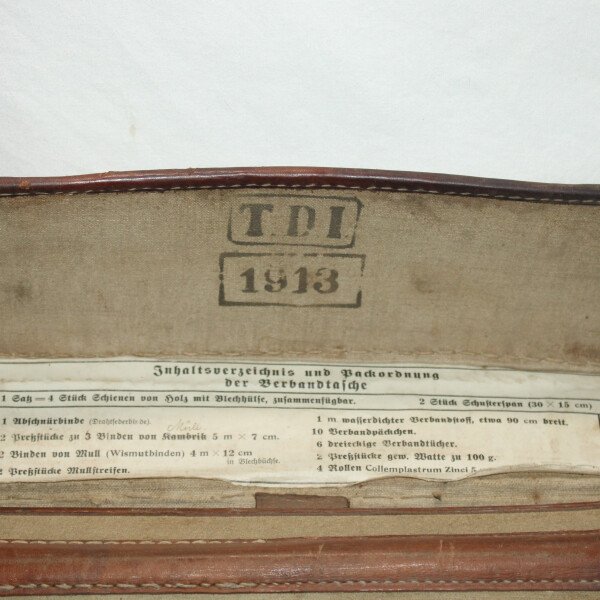 TDI
1913
Inhaltsverzeichnis und Packordnung
der Verbandtasche
1 Satz = 4 Stück Schienen von Holz mit Blechhülse, zusammenfügbar. 2 Stück Schusterspan (30 × 15 cm)
1 Abschnürbinde (Drahtfederbinde).
2 Preßstücke zu 3 Binden von Kambrik 5 m × 7 cm.
2 Binden von Mull (Wismutbinden) 4 m × 12 cm
in Blechbüchse.
2 Preßstücke Mullstreifen.
1 m wasserdichter Verbandstoff, etwa 90 cm breit.
10 Verbandpäckchen.
6 dreieckige Verbandtücher.
2 Preßstücke gew. Watte zu 100 g.
4 Rollen Collemplastrum Zinci 5